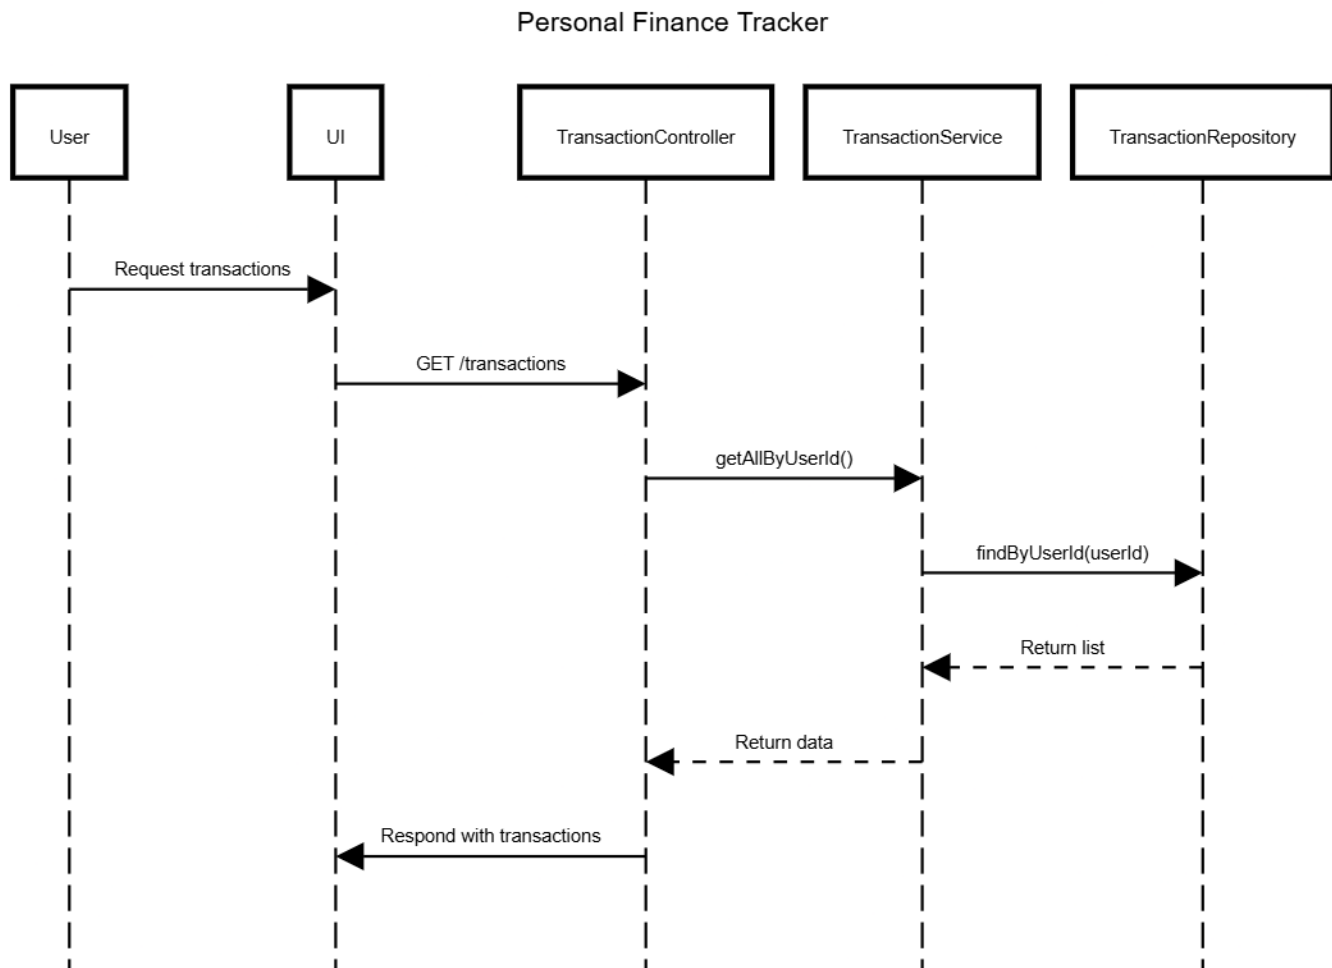 Personal Finance Tracker
User
UI
TransactionController
TransactionService
TransactionRepository
Request transactions
GET /transactions
getAllByUserId()
findByUserId(userId)
Return list
Return data
Respond with transactions